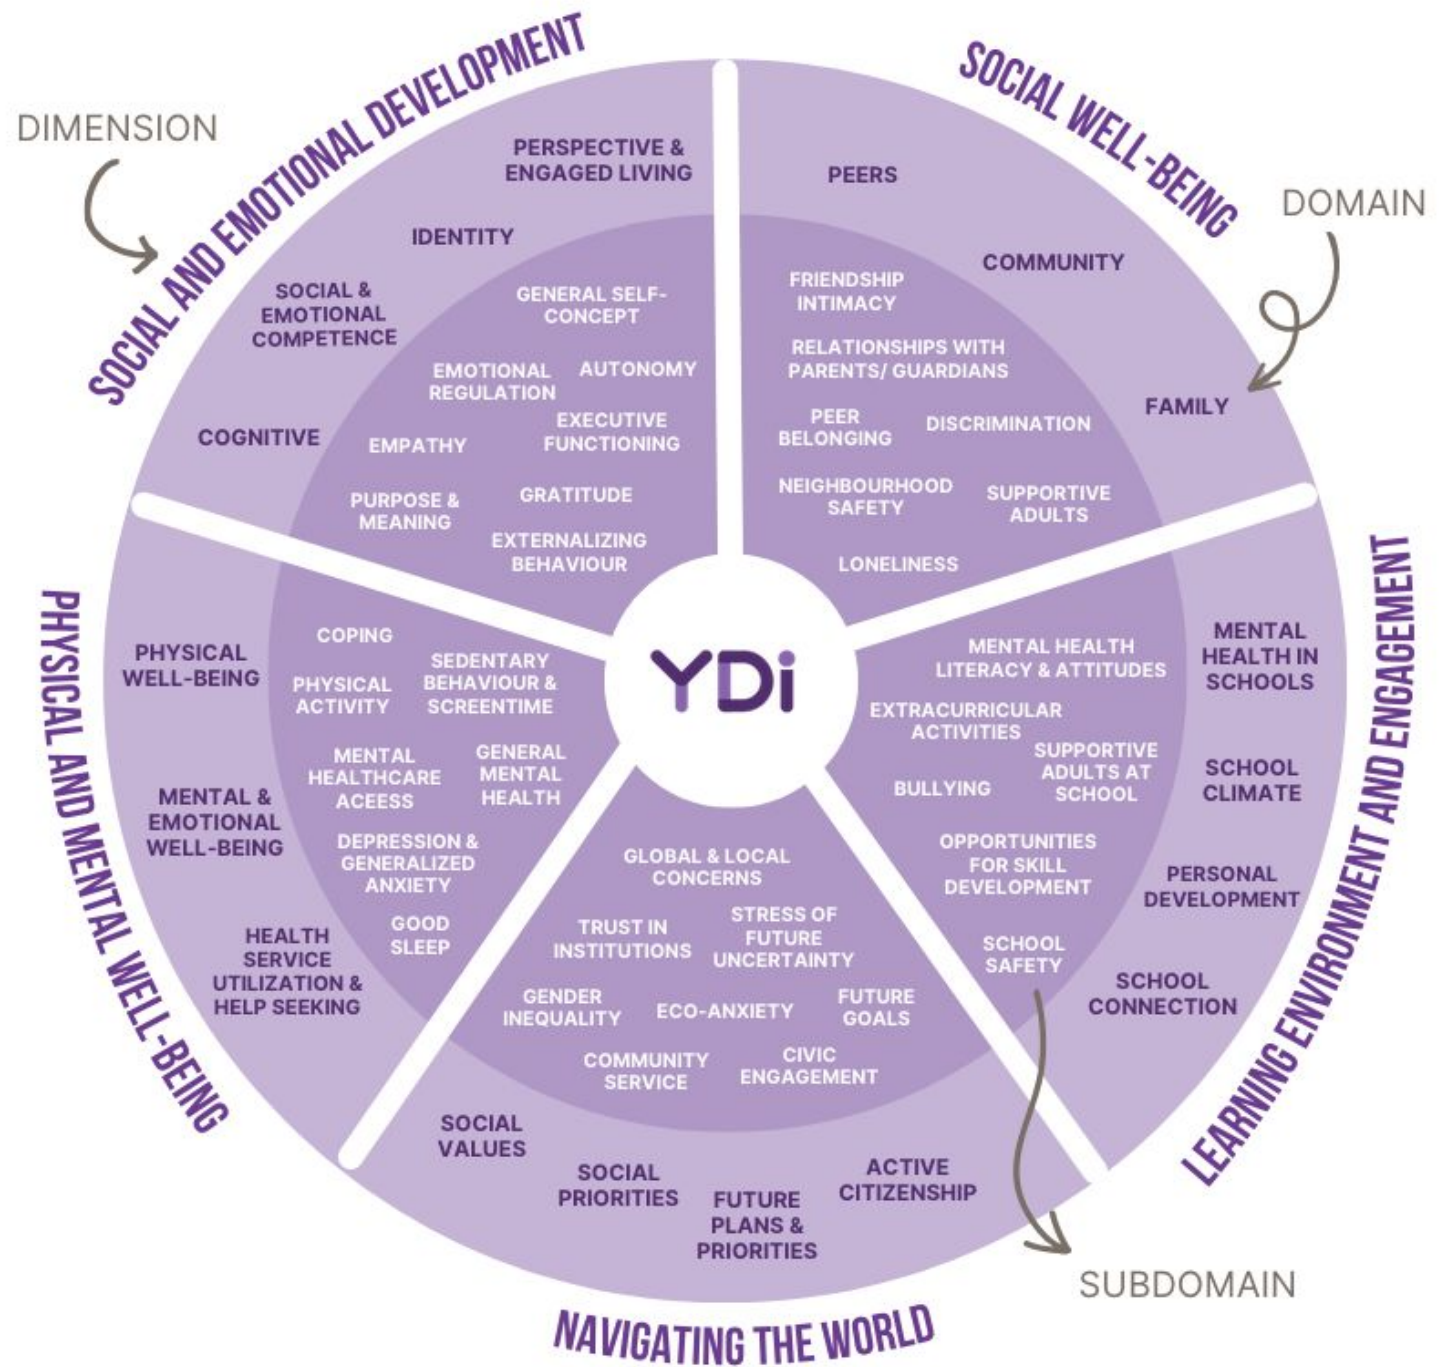 DIMENSION
SOCIAL AND EMOTIONAL DEVELOPMENT
PERSPECTIVE &
ENGAGED LIVING
IDENTITY
SOCIAL &
EMOTIONAL
COMPETENCE
COGNITIVE
GENERAL SELF-
CONCEPT
EMOTIONAL
REGULATION
AUTONOMY
EXECUTIVE
FUNCTIONING
EMPATHY
PURPOSE &
MEANING
GRATITUDE
EXTERNALIZING
BEHAVIOUR
SOCIAL WELL-BEING
DOMAIN
PEERS
COMMUNITY
FAMILY
FRIENDSHIP
INTIMACY
RELATIONSHIPS WITH
PARENTS/ GUARDIANS
PEER
BELONGING
DISCRIMINATION
NEIGHBOURHOOD
SAFETY
SUPPORTIVE
ADULTS
LONELINESS
YDi
LEARNING ENVIRONMENT AND ENGAGEMENT
MENTAL
HEALTH IN
SCHOOLS
SCHOOL
CLIMATE
PERSONAL
DEVELOPMENT
SCHOOL
CONNECTION
MENTAL HEALTH
LITERACY & ATTITUDES
EXTRACURRICULAR
ACTIVITIES
SUPPORTIVE
ADULTS AT
SCHOOL
BULLYING
OPPORTUNITIES
FOR SKILL
DEVELOPMENT
SCHOOL
SAFETY
SUBDOMAIN
PHYSICAL AND MENTAL WELL-BEING
PHYSICAL
WELL-BEING
MENTAL &
EMOTIONAL
WELL-BEING
HEALTH
SERVICE
UTILIZATION &
HELP SEEKING
COPING
SEDENTARY
BEHAVIOUR &
SCREENTIME
PHYSICAL
ACTIVITY
MENTAL
HEALTHCARE
ACEESS
GENERAL
MENTAL
HEALTH
DEPRESSION &
GENERALIZED
ANXIETY
GOOD
SLEEP
GLOBAL & LOCAL
CONCERNS
TRUST IN
INSTITUTIONS
STRESS OF
FUTURE
UNCERTAINTY
GENDER
INEQUALITY
ECO-ANXIETY
FUTURE
GOALS
COMMUNITY
SERVICE
CIVIC
ENGAGEMENT
SOCIAL
VALUES
SOCIAL
PRIORITIES
FUTURE
PLANS &
PRIORITIES
ACTIVE
CITIZENSHIP
NAVIGATING THE WORLD